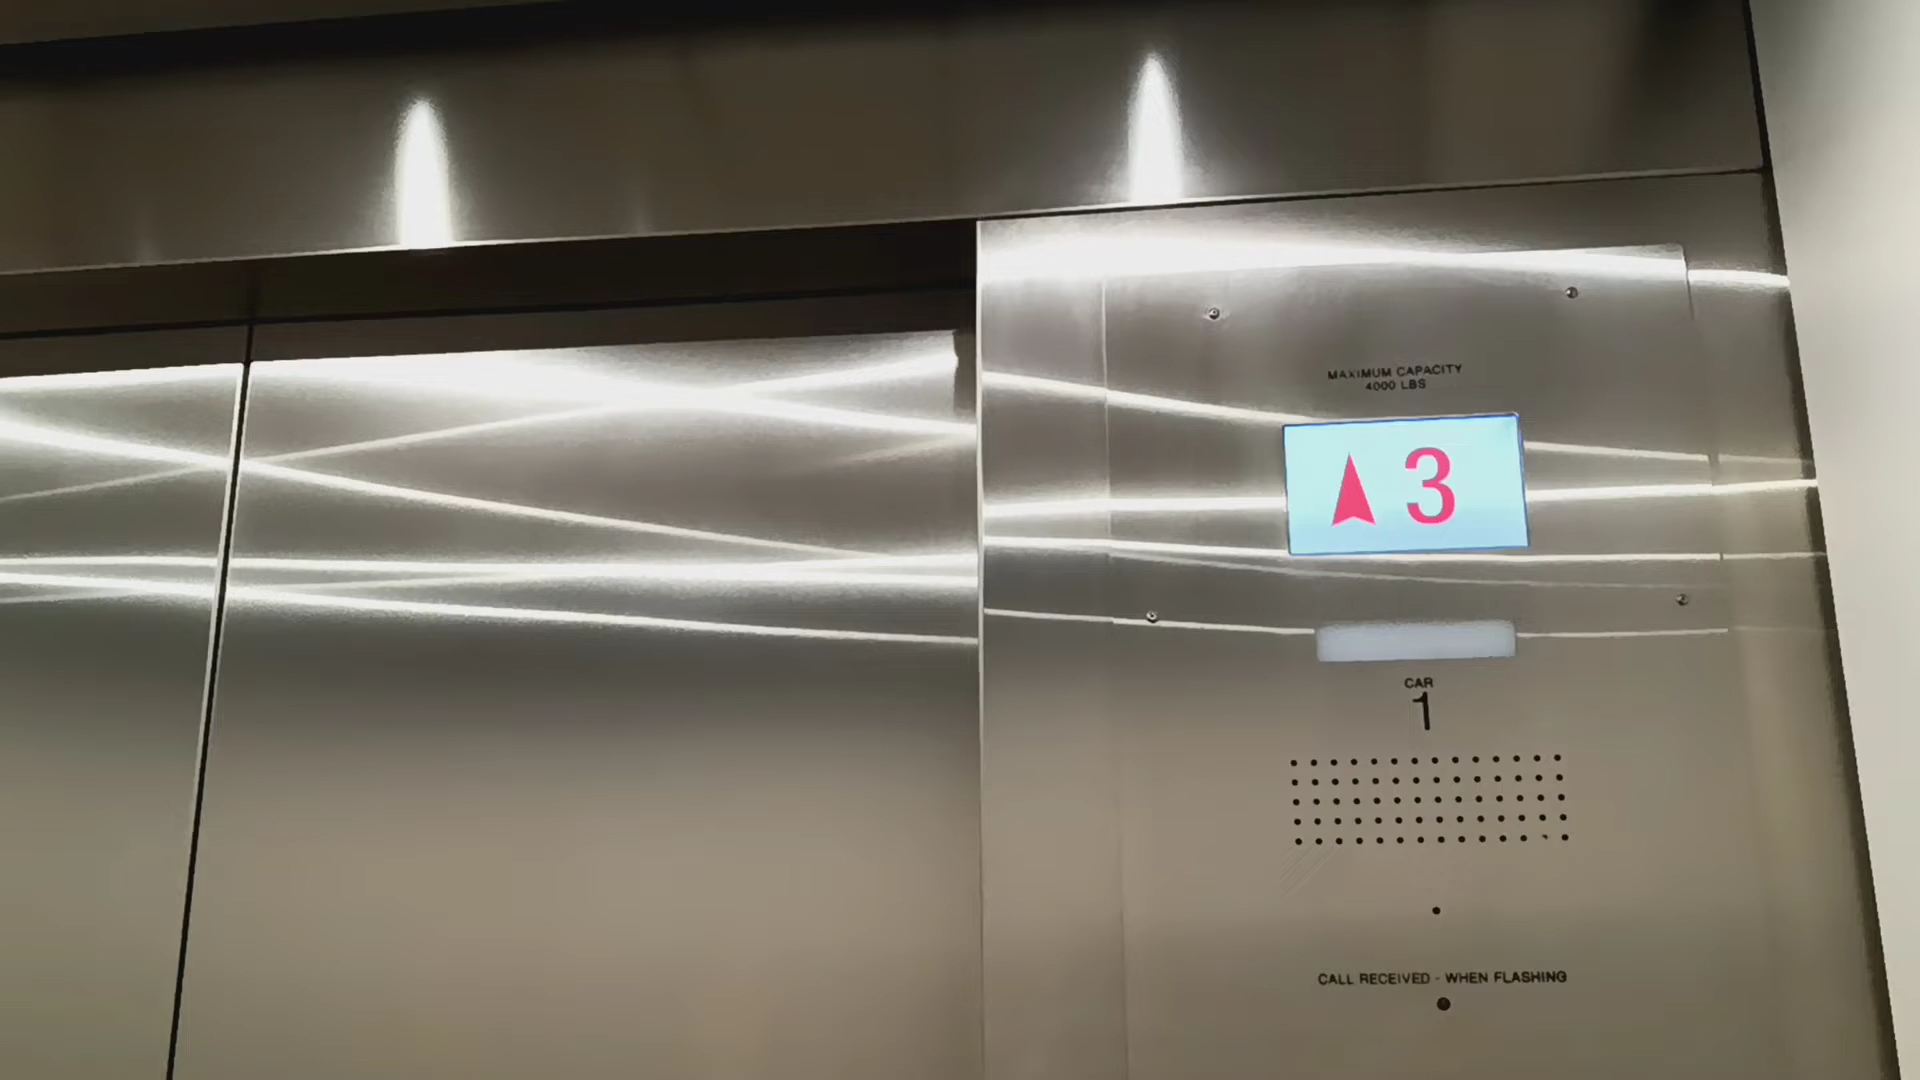 MAXIMUM CAPACITY
4000 LBS
3
CAR
1
CALL RECEIVED - WHEN FLASHING